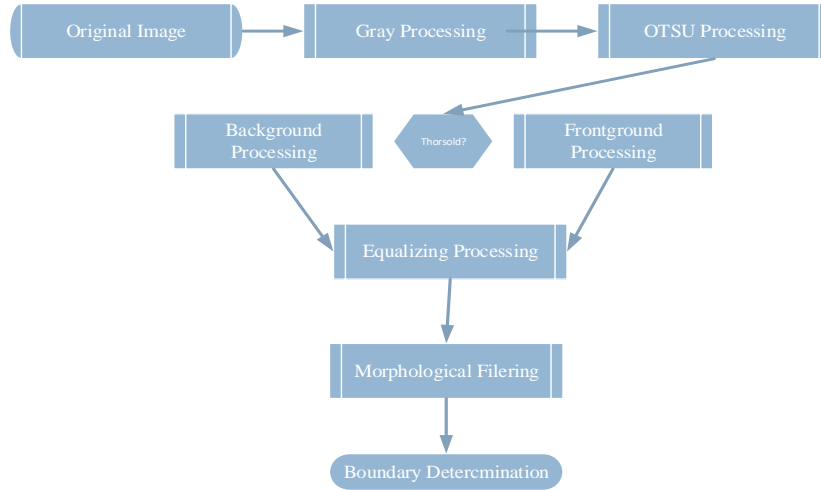 Original Image
Gray Processing
OTSU Processing
Background
Processing
Thorsold?
Frontground
Processing
Equalizing Processing
Morphological Filering
Boundary Detercmination